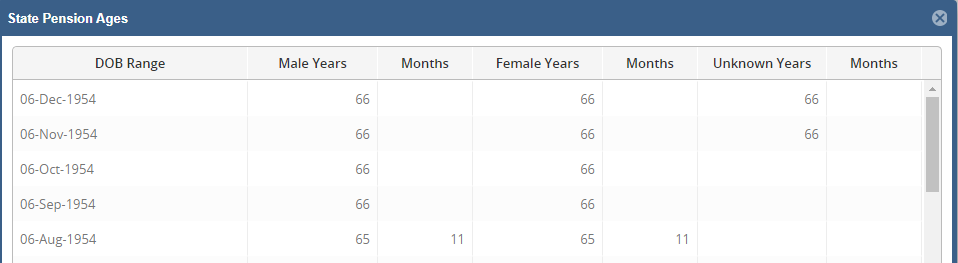 State Pension Ages
DOB Range Male Years Months Female Years Months Unknown Years Months
06-Dec-1954 66 66 66
06-Nov-1954 66 66 66
06-Oct-1954 66 66
06-Sep-1954 66 66
06-Aug-1954 65 11 65 11